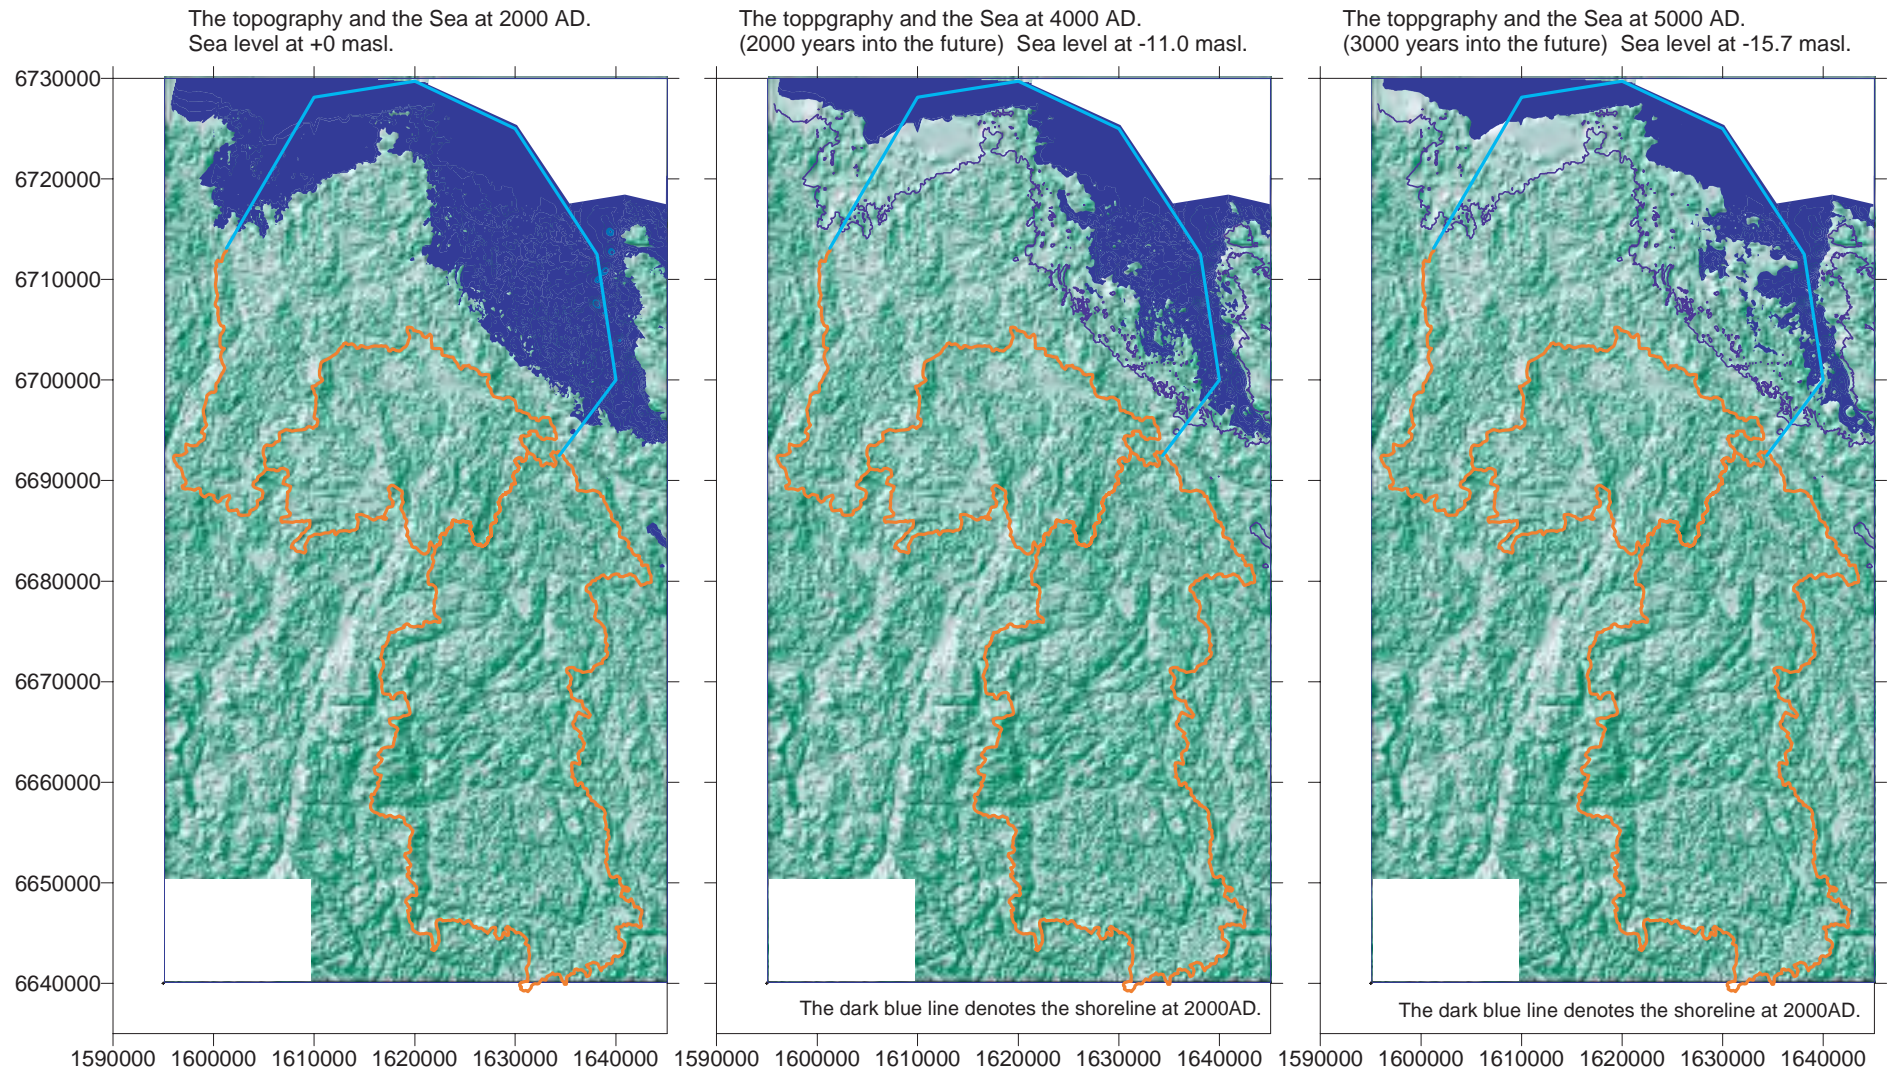 The topography and the Sea at 2000 AD.
Sea level at +0 masl.
The toppgraphy and the Sea at 4000 AD.
(2000 years into the future)  Sea level at -11.0 masl.
The toppgraphy and the Sea at 5000 AD.
(3000 years into the future)  Sea level at -15.7 masl.
6730000
6720000
6710000
6700000
6690000
6680000
6670000
6660000
6650000
6640000
The dark blue line denotes the shoreline at 2000AD.
The dark blue line denotes the shoreline at 2000AD.
1590000 1600000 1610000 1620000 1630000 1640000
1590000 1600000 1610000 1620000 1630000 1640000
1590000 1600000 1610000 1620000 1630000 1640000